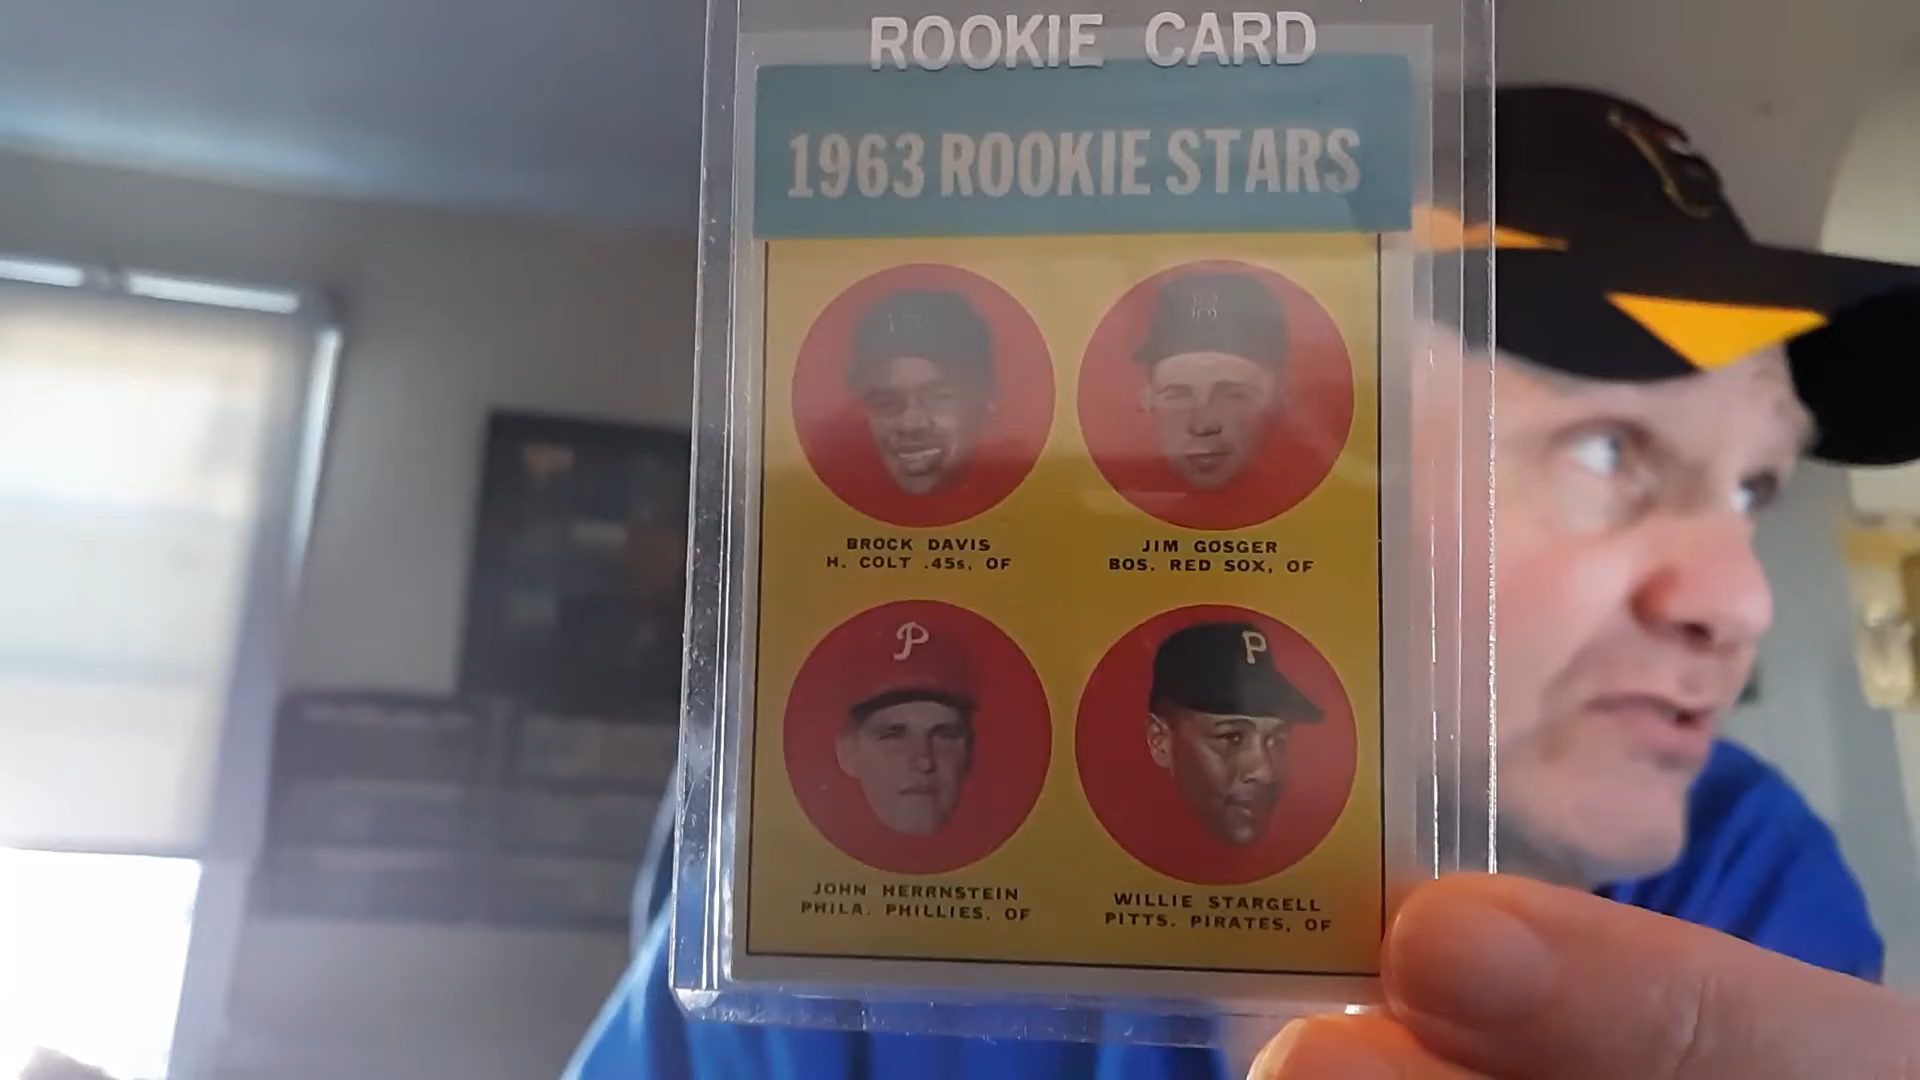 ROOKIE CARD
1963 ROOKIE STARS
BROCK DAVIS
H. COLT .45s, OF
JIM GOSGER
BOS. RED SOX, OF
P
P
JOHN HERRNSTEIN
PHILA. PHILLIES, OF
WILLIE STARGELL
PITTS. PIRATES, OF